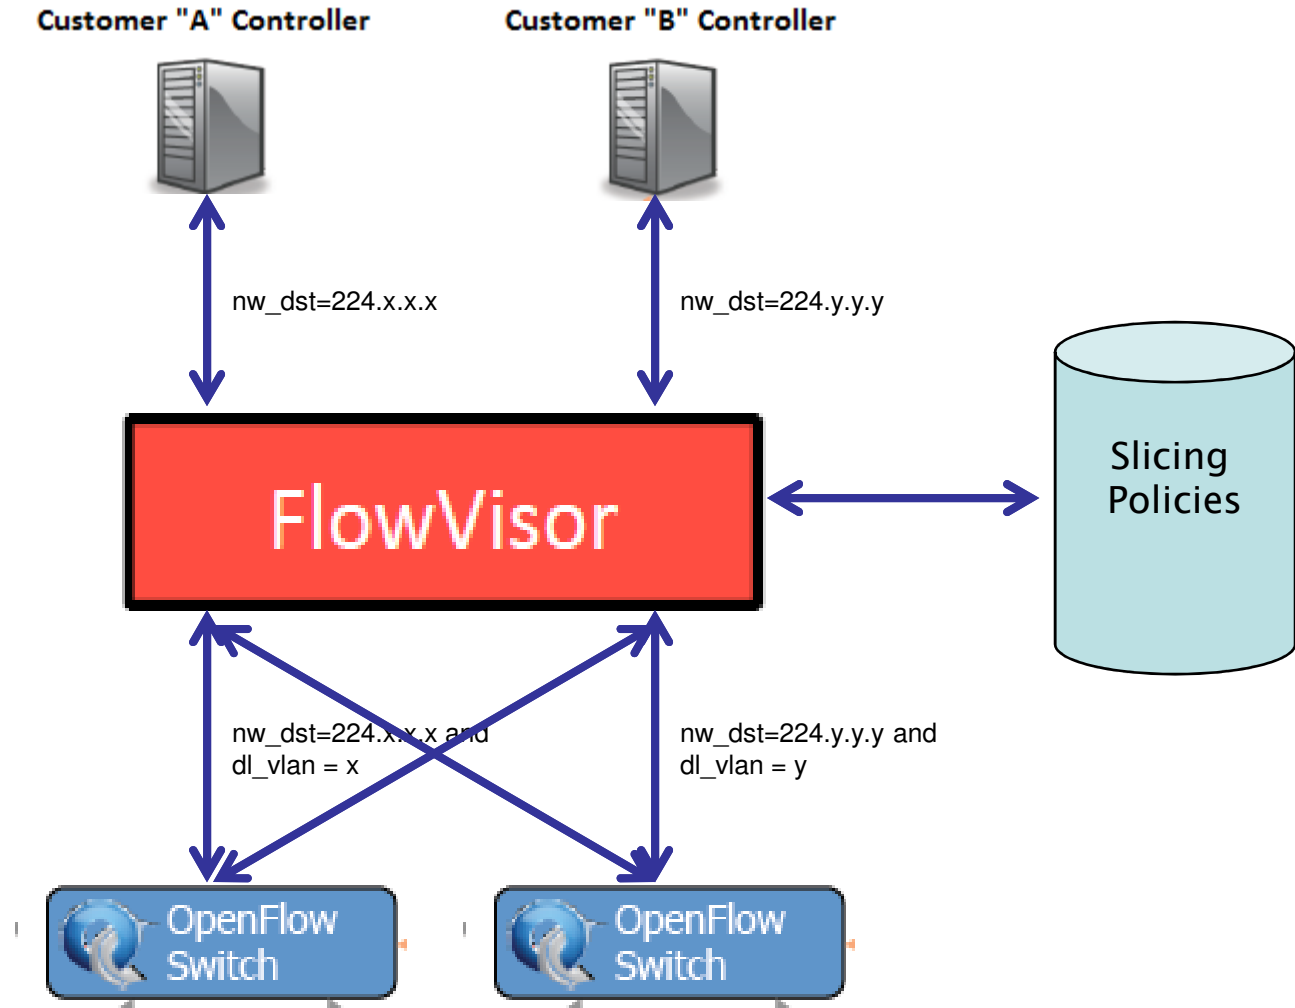 Customer "A" Controller
Customer "B" Controller
nw_dst=224.x.x.x
nw_dst=224.y.y.y
Slicing
Policies
FlowVisor
nw_dst=224.x.x.x and
dl_vlan = x
nw_dst=224.y.y.y and
dl_vlan = y
OpenFlow
Switch
OpenFlow
Switch